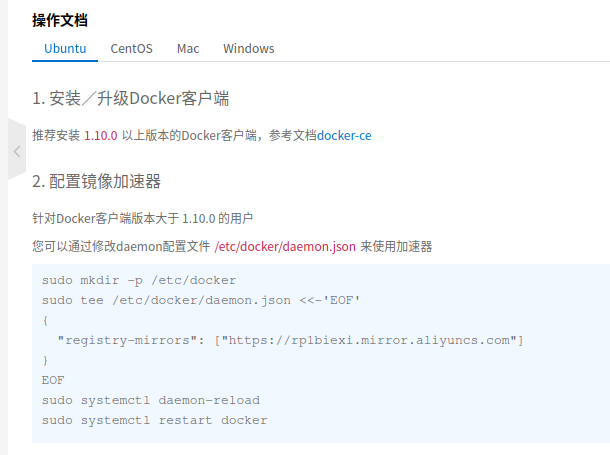 操作文档
Ubuntu CentOS Mac Windows
1. 安装／升级Docker客户端
推荐安装 1.10.0 以上版本的Docker客户端，参考文档docker-ce
2. 配置镜像加速器
针对Docker客户端版本大于 1.10.0 的用户
您可以通过修改daemon配置文件 /etc/docker/daemon.json 来使用加速器
sudo mkdir -p /etc/docker
sudo tee /etc/docker/daemon.json <<-'EOF'
{
  "registry-mirrors": ["https://rp1biexi.mirror.aliyuncs.com"]
}
EOF
sudo systemctl daemon-reload
sudo systemctl restart docker